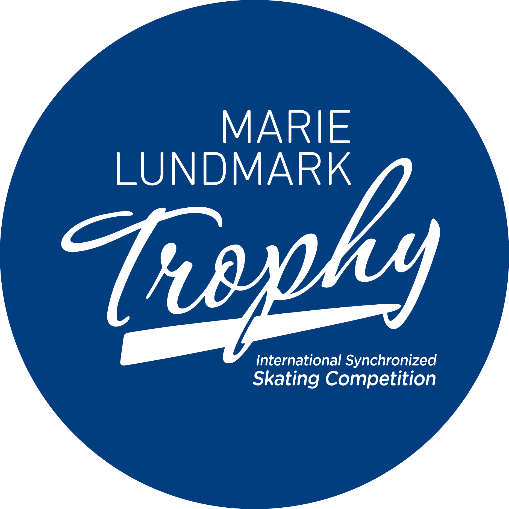 MARIE
LUNDMARK
Trophy
International Synchronized
Skating Competition